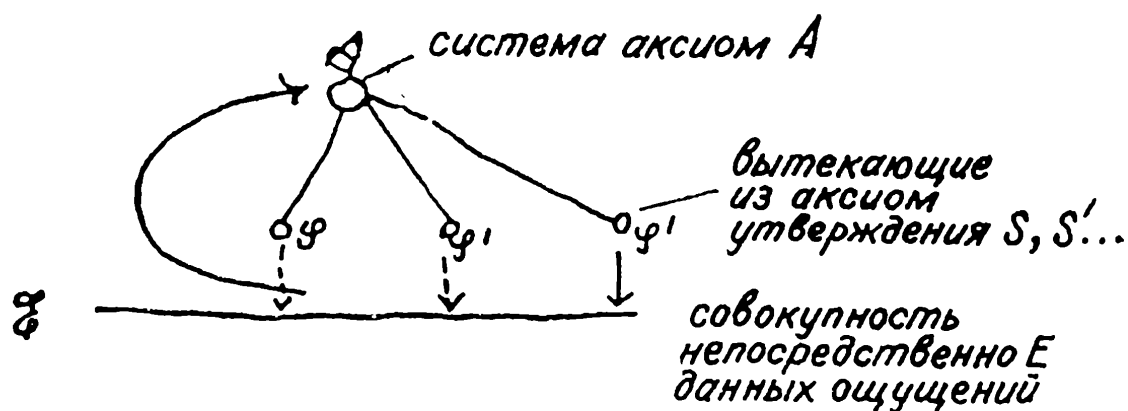 система аксиом A
вытекающие
из аксиом
утверждения S, S'...
совокупность
непосредственно E
данных ощущений